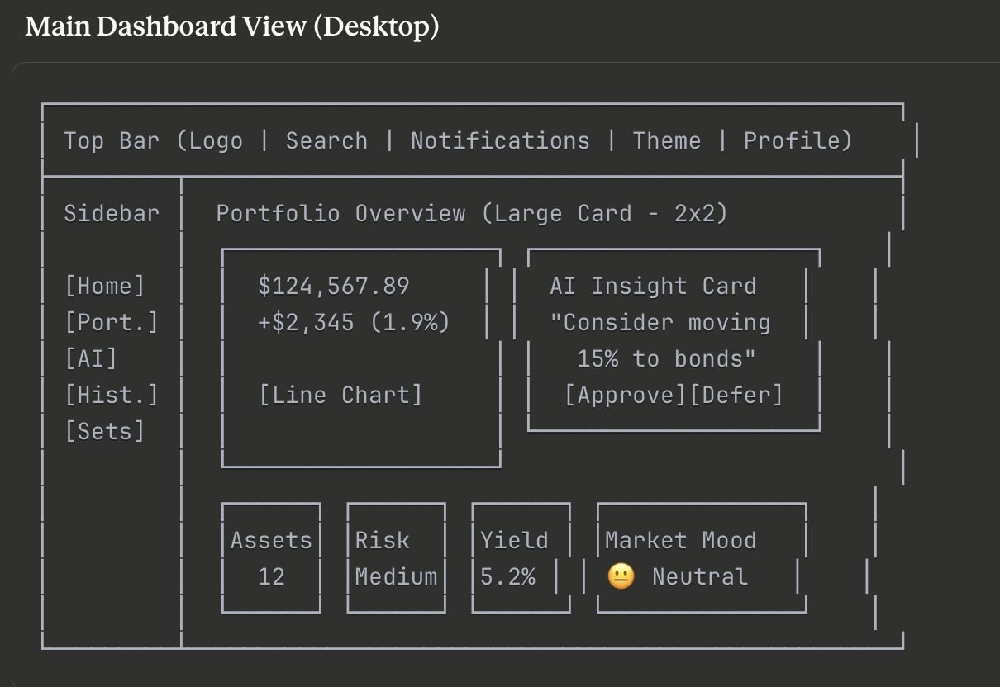 Main Dashboard View (Desktop)
Top Bar (Logo | Search | Notifications | Theme | Profile)
Sidebar
Portfolio Overview (Large Card - 2x2)
[Home]
[Port.]
[AI]
[Hist.]
[Sets]
$124,567.89
+$2,345 (1.9%)
[Line Chart]
AI Insight Card
"Consider moving
15% to bonds"
[Approve][Defer]
Assets
12
Risk
Medium
Yield
5.2%
Market Mood
😐 Neutral